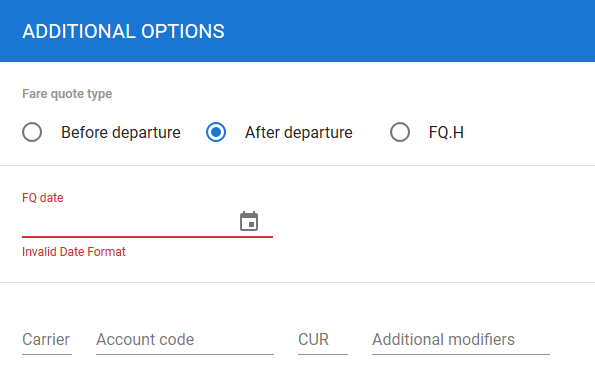 ADDITIONAL OPTIONS
Fare quote type
Before departure After departure FQ.H
FQ date
Invalid Date Format
Carrier Account code CUR Additional modifiers